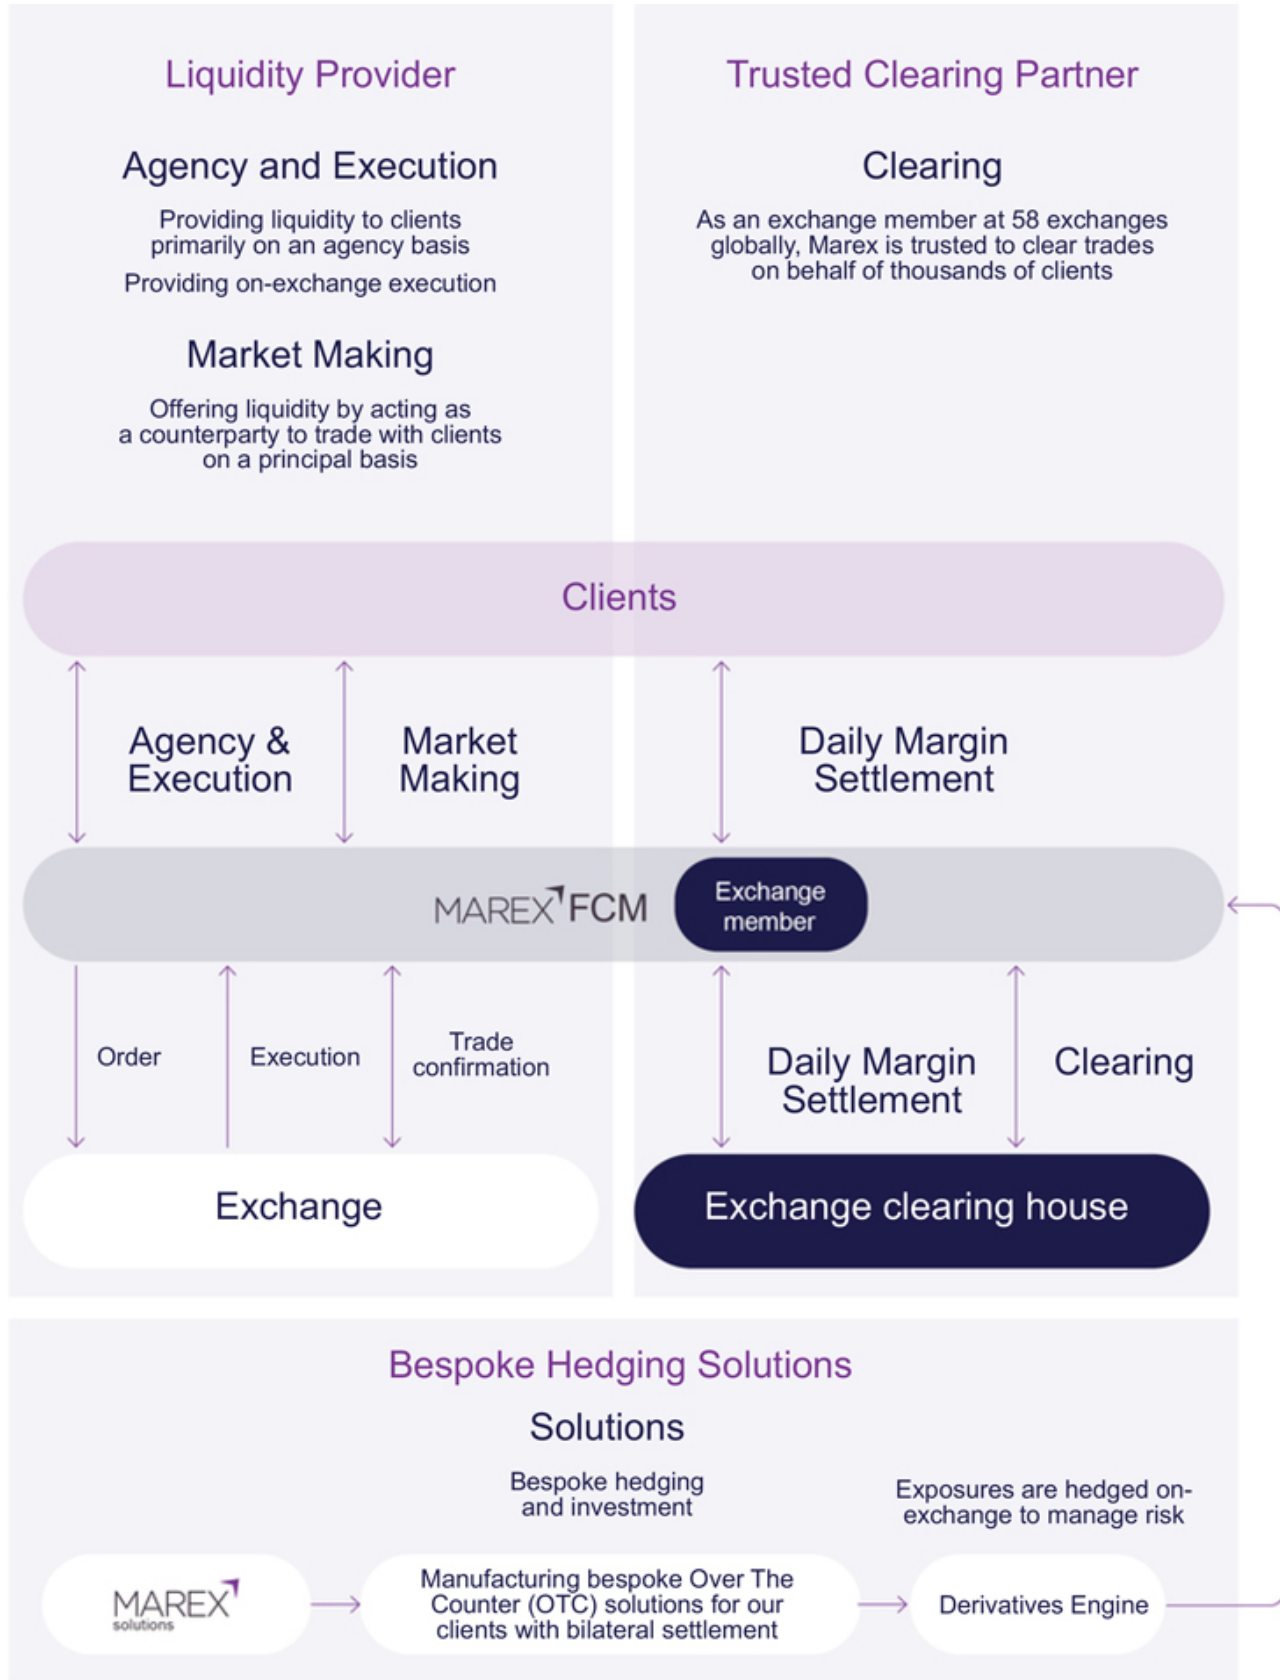 Liquidity Provider
Agency and Execution
Providing liquidity to clients
primarily on an agency basis
Providing on-exchange execution
Market Making
Offering liquidity by acting as
a counterparty to trade with clients
on a principal basis
Trusted Clearing Partner
Clearing
As an exchange member at 58 exchanges
globally, Marex is trusted to clear trades
on behalf of thousands of clients
Clients
Agency &
Execution
Market
Making
Daily Margin
Settlement
MAREX FCM
Exchange
member
Order
Execution
Trade
confirmation
Daily Margin
Settlement
Clearing
Exchange
Exchange clearing house
Bespoke Hedging Solutions
Solutions
Bespoke hedging
and investment
Exposures are hedged on-
exchange to manage risk
MAREX
solutions
Manufacturing bespoke Over The
Counter (OTC) solutions for our
clients with bilateral settlement
Derivatives Engine